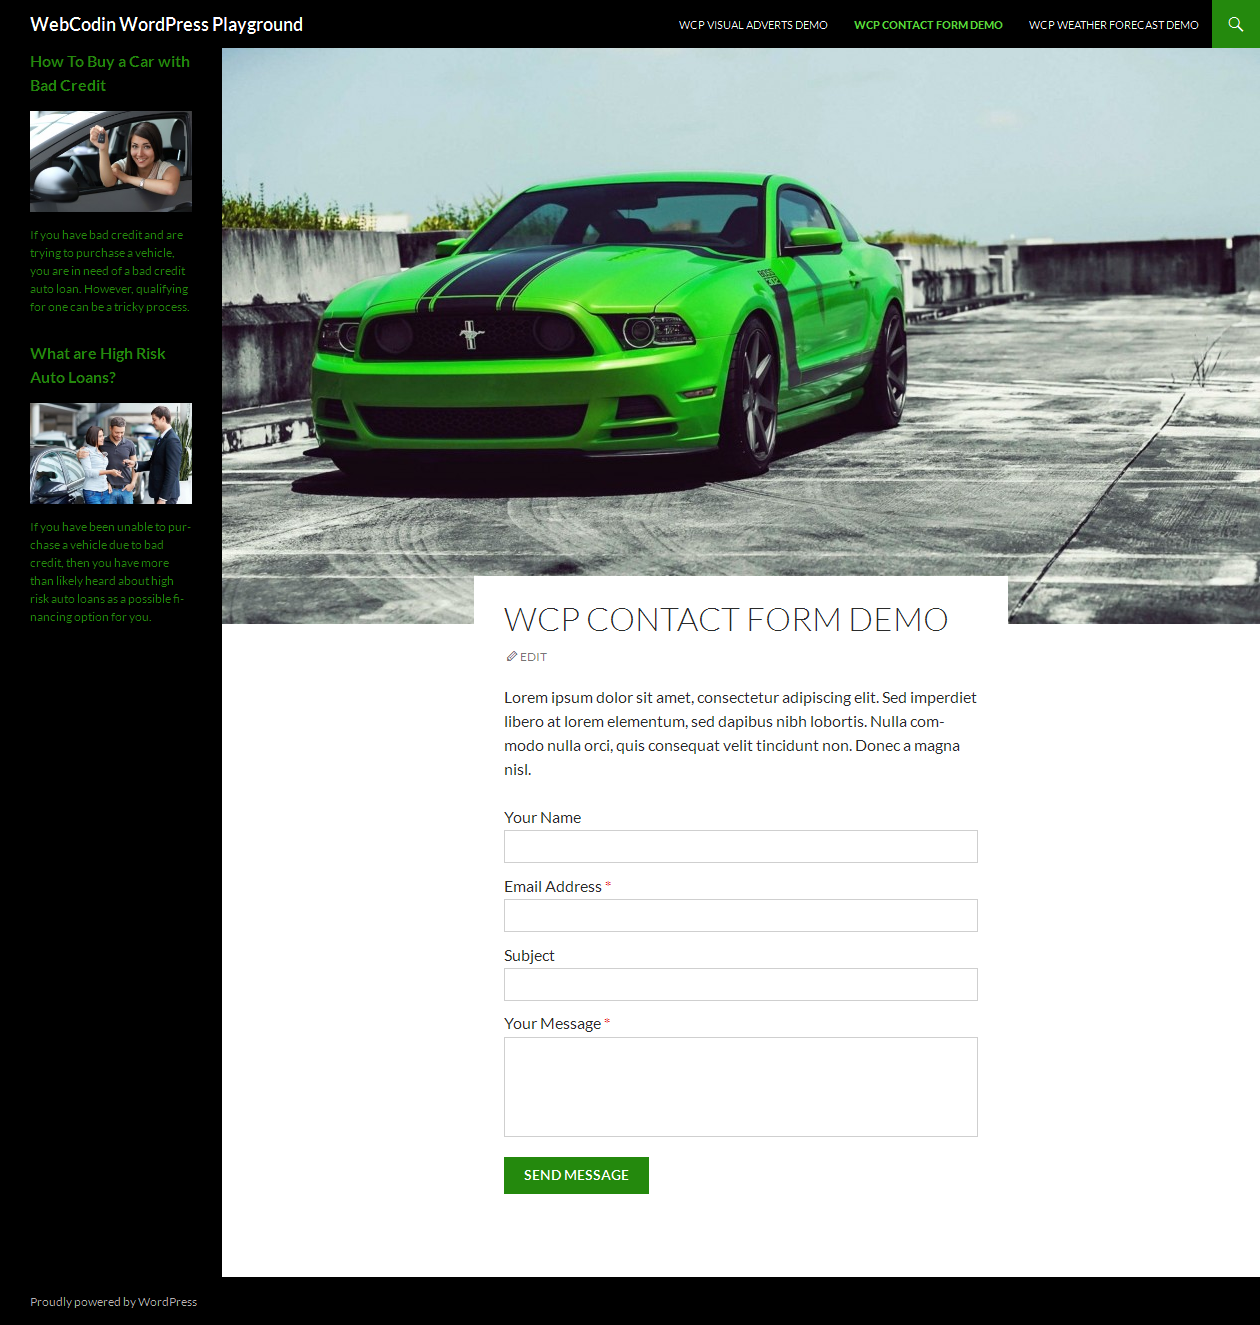 WebCodin WordPress Playground
WCP VISUAL ADVERTS DEMO
WCP CONTACT FORM DEMO
WCP WEATHER FORECAST DEMO
How To Buy a Car with
Bad Credit
If you have bad credit and are
trying to purchase a vehicle,
you are in need of a bad credit
auto loan. However, qualifying
for one can be a tricky process.
What are High Risk
Auto Loans?
If you have been unable to pur-
chase a vehicle due to bad
credit, then you have more
than likely heard about high
risk auto loans as a possible fi-
nancing option for you.
WCP CONTACT FORM DEMO
EDIT
Lorem ipsum dolor sit amet, consectetur adipiscing elit. Sed imperdiet
libero at lorem elementum, sed dapibus nibh lobortis. Nulla com-
modo nulla orci, quis consequat velit tincidunt non. Donec a magna
nisl.
Your Name
Email Address *
Subject
Your Message *
SEND MESSAGE
Proudly powered by WordPress